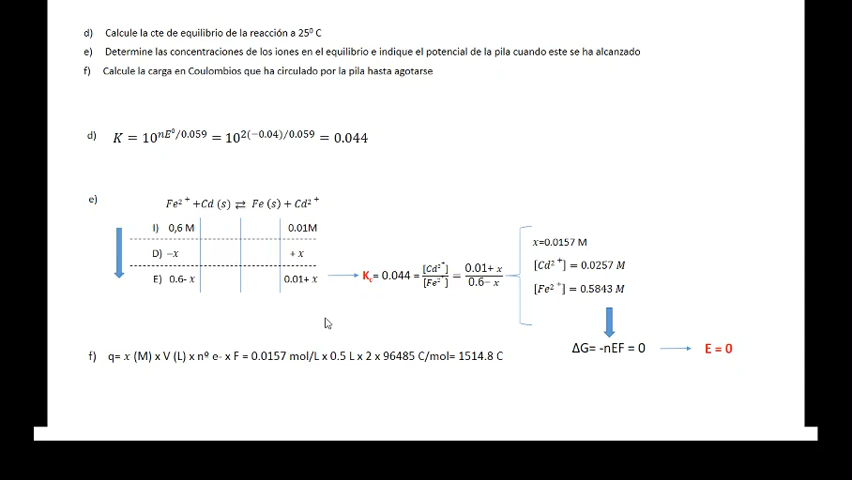 d) Calcule la cte de equilibrio de la reacción a 25⁰ C
e) Determine las concentraciones de los iones en el equilibrio e indique el potencial de la pila cuando este se ha alcanzado
f) Calcule la carga en Coulombios que ha circulado por la pila hasta agotarse
d) K = 10^{nE⁰/0.059} = 10^{2(−0.04)/0.059} = 0.044
e)
Fe²⁺ +Cd (s) ⇄ Fe (s) + Cd²⁺
I) 0,6 M 0.01M
D) −x + x
E) 0.6- x 0.01+ x
K_c= 0.044 = [Cd²⁺]/[Fe²⁺] = 0.01+ x/0.6− x
x=0.0157 M
[Cd²⁺] = 0.0257 M
[Fe²⁺] = 0.5843 M
ΔG= -nEF = 0 E = 0
f) q= x (M) x V (L) x nº e- x F = 0.0157 mol/L x 0.5 L x 2 x 96485 C/mol= 1514.8 C